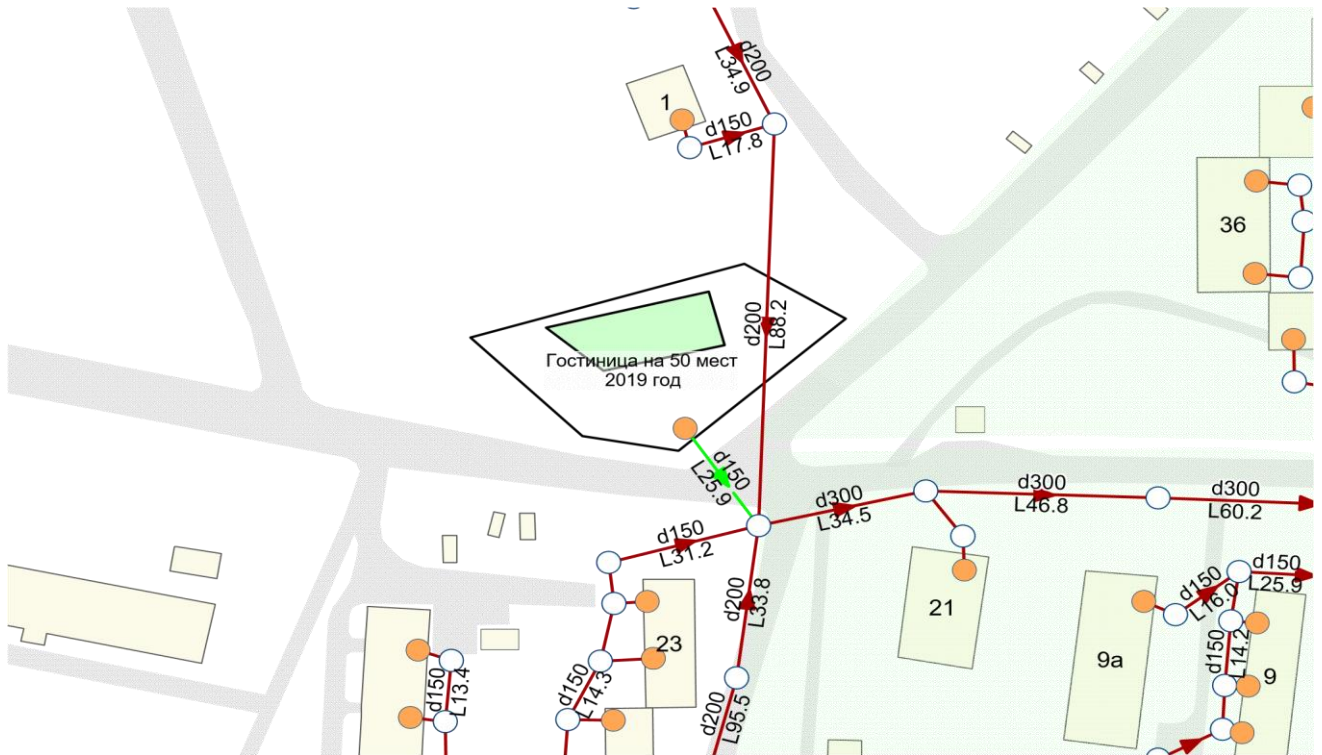 d200
L34.9
1
d150
L17.8
36
d200
L88.2
Гостиница на 50 мест
2019 год
d150
L25.9
d300
L34.5
d300
L46.8
d300
L60.2
d150
L31.2
d200
L33.8
21
d150
L16.0
d150
L25.9
23
9а
d150
L14.2
9
d150
L13.4
d150
L14.3
d200
L95.5